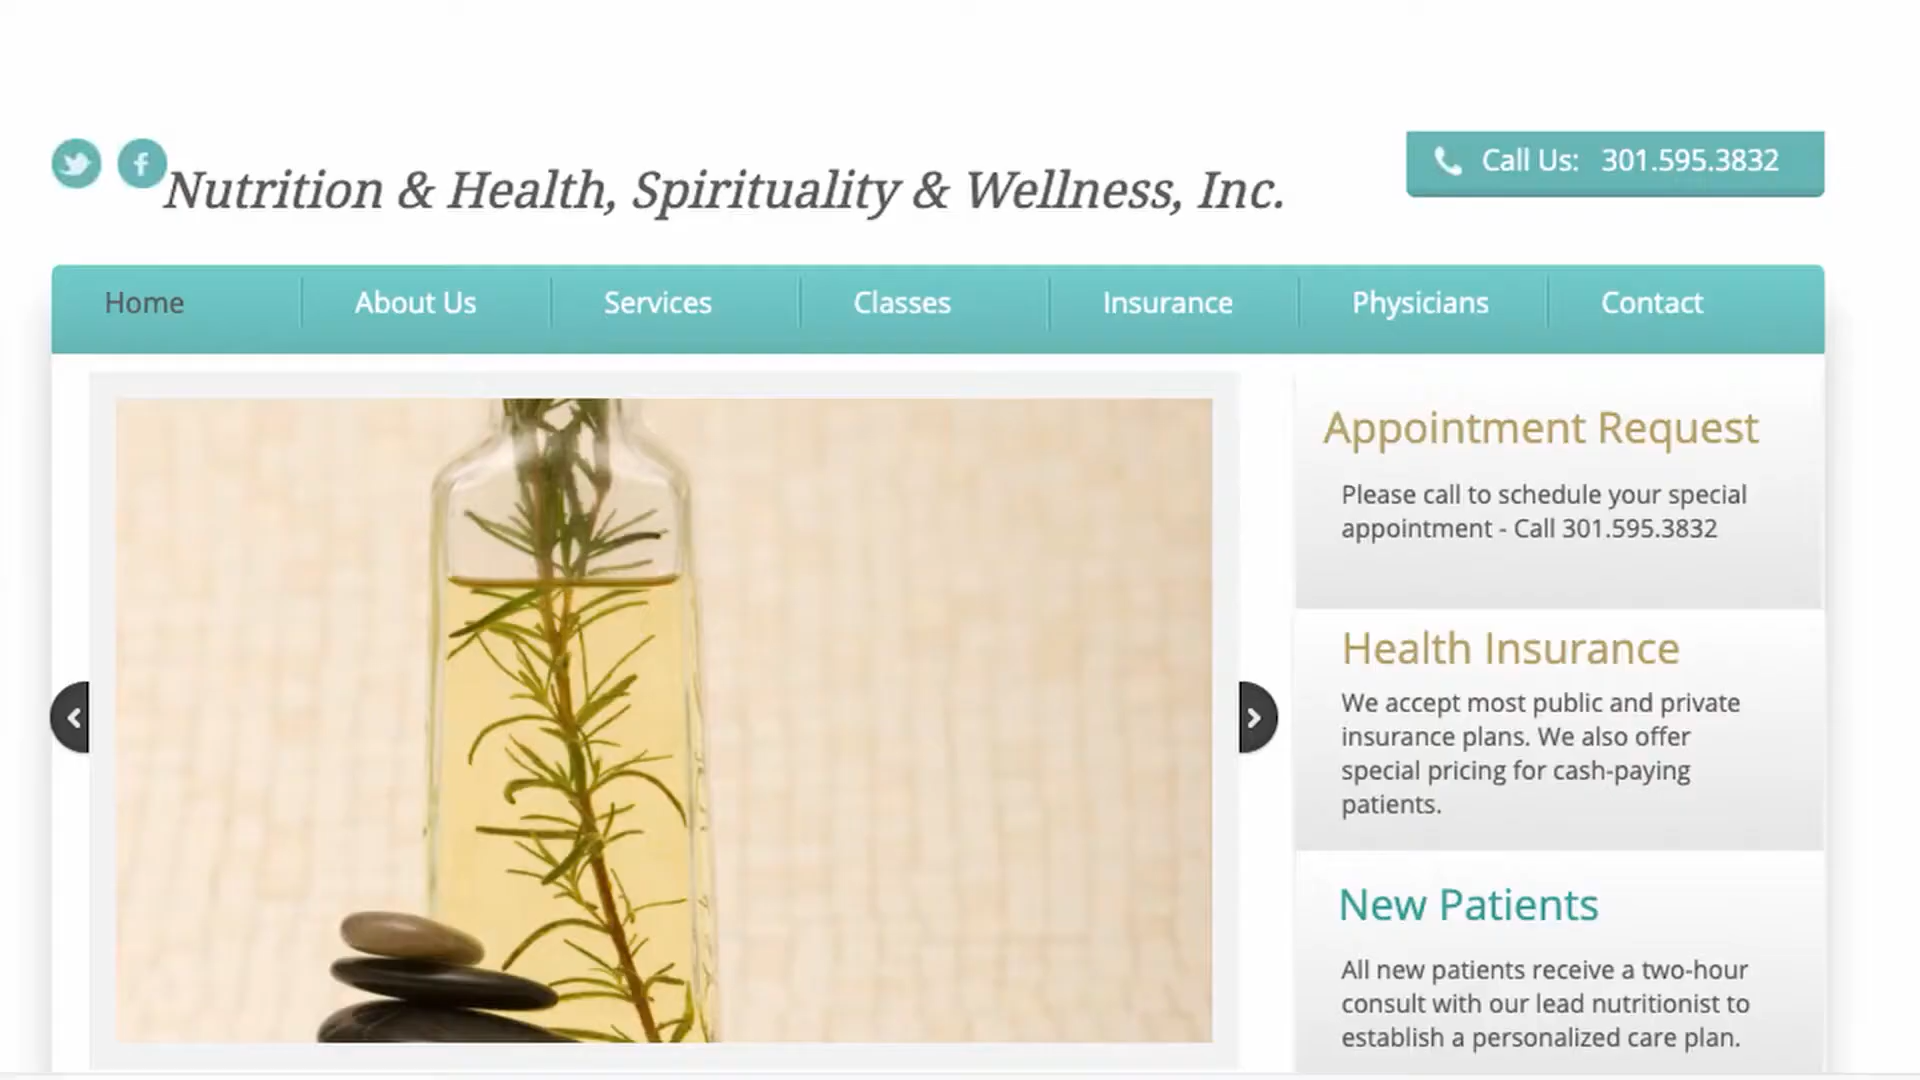 Nutrition & Health, Spirituality & Wellness, Inc.
Call Us: 301.595.3832
Home
About Us
Services
Classes
Insurance
Physicians
Contact
Appointment Request
Please call to schedule your special
appointment - Call 301.595.3832
Health Insurance
We accept most public and private
insurance plans. We also offer
special pricing for cash-paying
patients.
New Patients
All new patients receive a two-hour
consult with our lead nutritionist to
establish a personalized care plan.